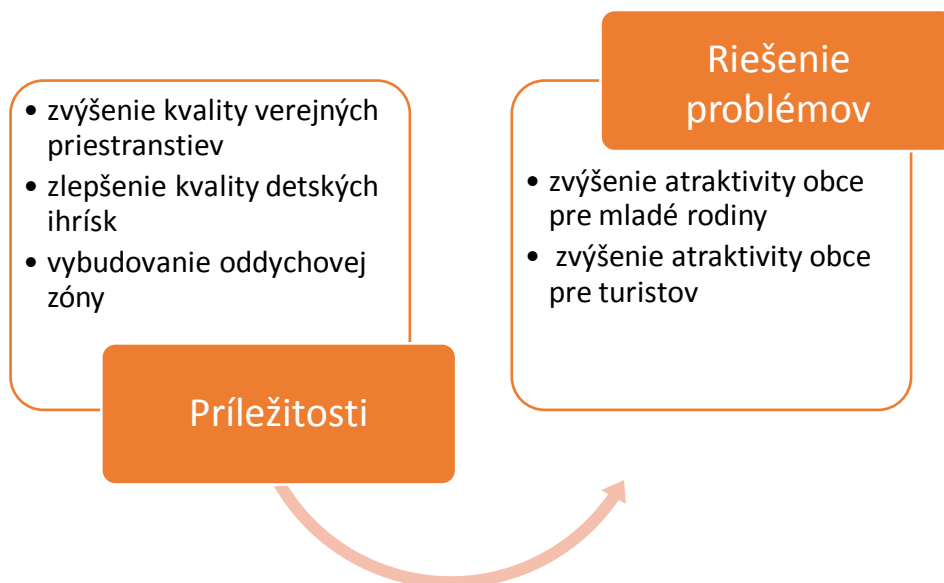 • zvýšenie kvality verejných
priestranstiev
• zlepšenie kvality detských
ihrísk
• vybudovanie oddychovej
zóny
Príležitosti
Riešenie
problémov
• zvýšenie atraktivity obce
pre mladé rodiny
• zvýšenie atraktivity obce
pre turistov